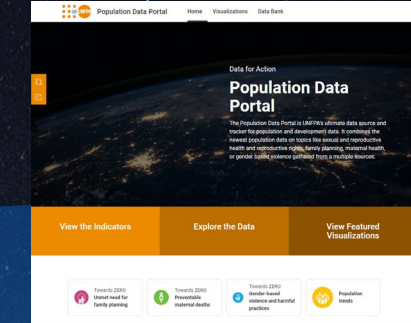 UNFPA
Population Data Portal
Home
Visualizations
Data Bank
Data for Action
Population Data
Portal
The Population Data Portal is UNFPA's ultimate data source and
tracker for population and development data. It combines the
newest population data on topics like sexual and reproductive
health and reproductive rights, family planning, maternal health,
or gender based violence gathered from a multiple sources.
View the Indicators
Explore the Data
View Featured
Visualizations
Towards ZERO
Unmet need for
family planning
Towards ZERO
Preventable
maternal deaths
Towards ZERO
Gender-based
violence and harmful
practices
Population
trends